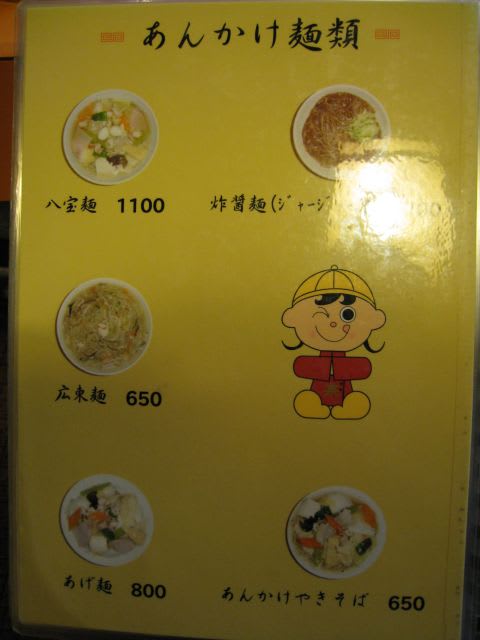 あんかけ麺類
八宝麺 1100
炸醤麺(ｼﾞｬｰｼﾞ
広東麺 650
あげ麺 800
あんかけやきそば 650